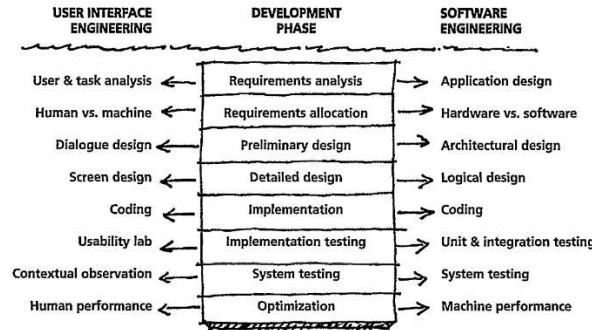 USER INTERFACE ENGINEERING
DEVELOPMENT PHASE
SOFTWARE ENGINEERING
User & task analysis Requirements analysis Application design
Human vs. machine Requirements allocation Hardware vs. software
Dialogue design Preliminary design Architectural design
Screen design Detailed design Logical design
Coding Implementation Coding
Usability lab Implementation testing Unit & integration testing
Contextual observation System testing System testing
Human performance Optimization Machine performance